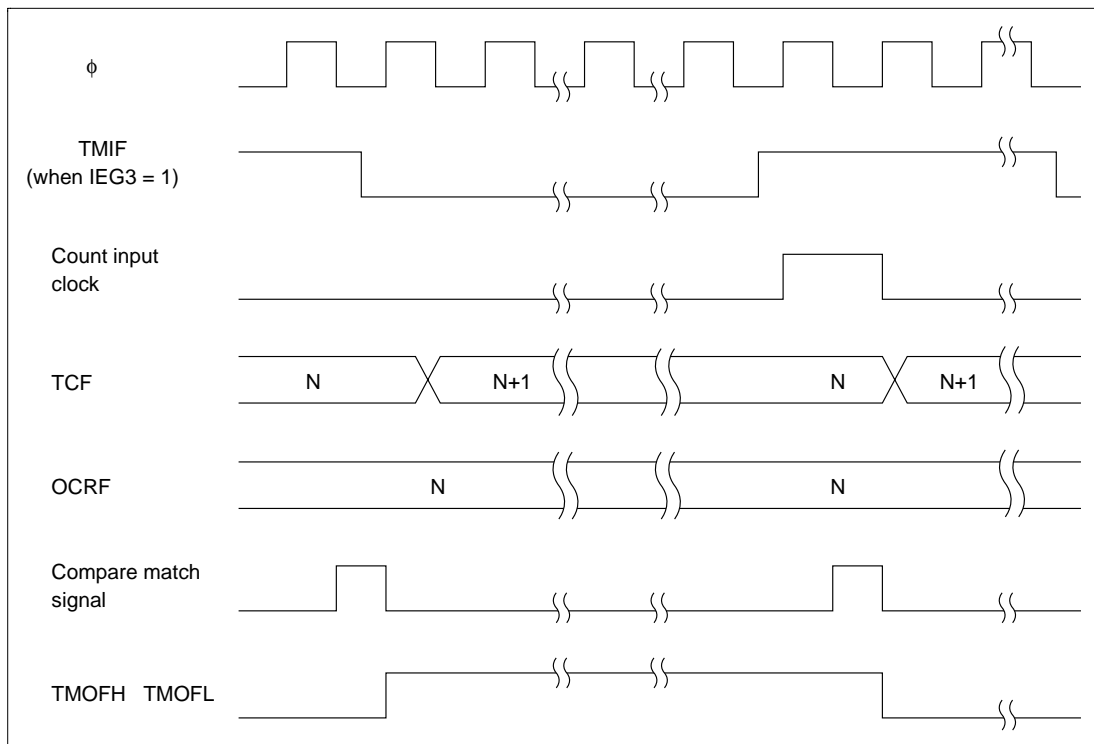 φ
TMIF
(when IEG3 = 1)
Count input
clock
TCF
N
N+1
N
N+1
OCRF
N
N
Compare match
signal
TMOFH TMOFL